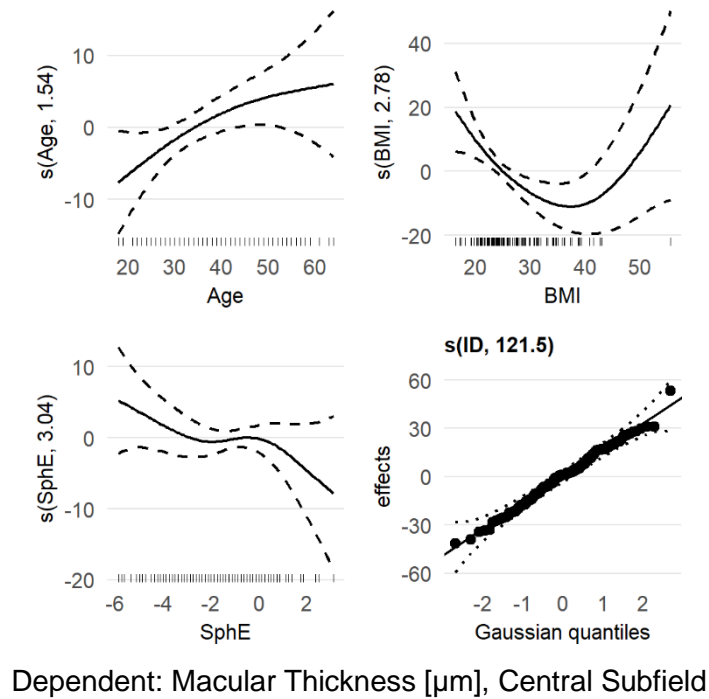 s(Age, 1.54)
10
0
-10
20 30 40 50 60
Age
s(BMI, 2.78)
40
20
0
-20
20 30 40 50
BMI
s(SphE, 3.04)
10
0
-10
-20
-6 -4 -2 0 2
SphE
s(ID, 121.5)
effects
60
30
0
-30
-60
-2 -1 0 1 2
Gaussian quantiles
Dependent: Macular Thickness [µm], Central Subfield